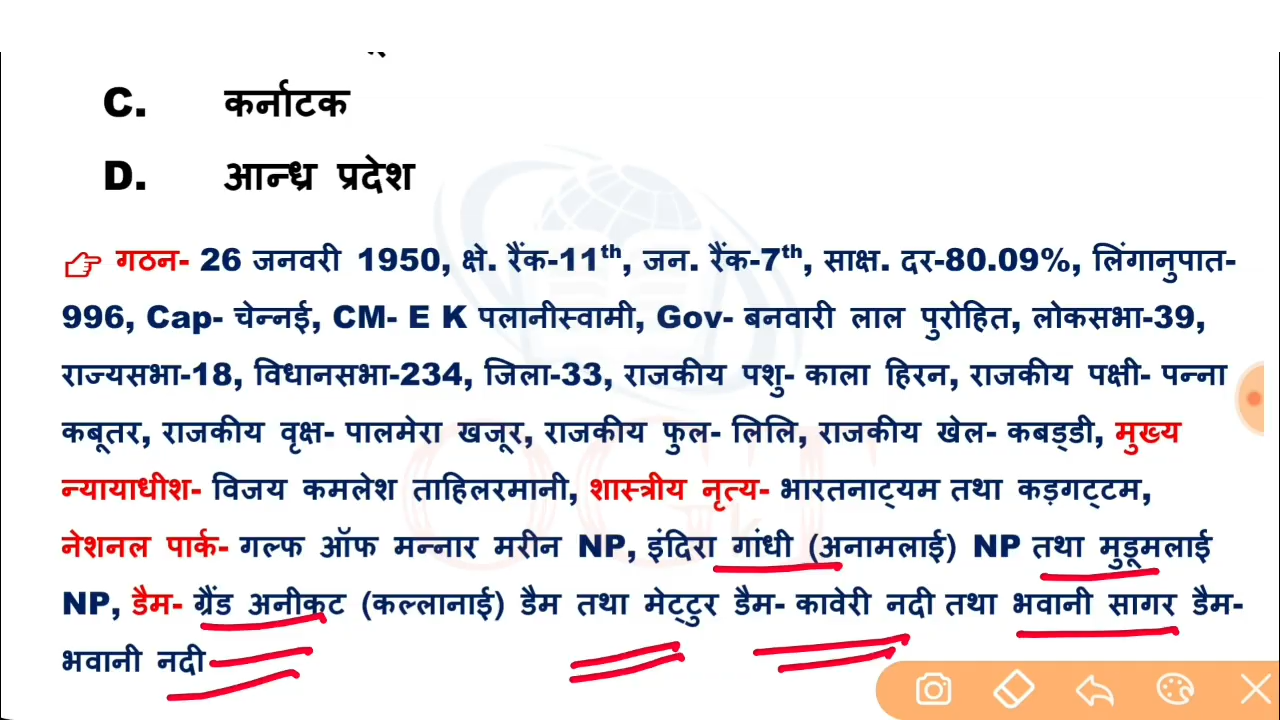 C. कर्नाटक
D. आन्ध्र प्रदेश
गठन- 26 जनवरी 1950, क्षे. रैंक-11th, जन. रैंक-7th, साक्ष. दर-80.09%, लिंगानुपात-
996, Cap- चेन्नई, CM- E K पलानीस्वामी, Gov- बनवारी लाल पुरोहित, लोकसभा-39,
राज्यसभा-18, विधानसभा-234, जिला-33, राजकीय पशु- काला हिरन, राजकीय पक्षी- पन्ना
कबूतर, राजकीय वृक्ष- पालमेरा खजूर, राजकीय फुल- लिलि, राजकीय खेल- कबड्डी, मुख्य
न्यायाधीश- विजय कमलेश ताहिलरमानी, शास्त्रीय नृत्य- भारतनाट्यम तथा कड़गट्टम,
नेशनल पार्क- गल्फ ऑफ मन्नार मरीन NP, इंदिरा गांधी (अनामलाई) NP तथा मुडूमलाई
NP, डैम- ग्रैंड अनीकट (कल्लानाई) डैम तथा मेट्टुर डैम- कावेरी नदी तथा भवानी सागर डैम-
भवानी नदी